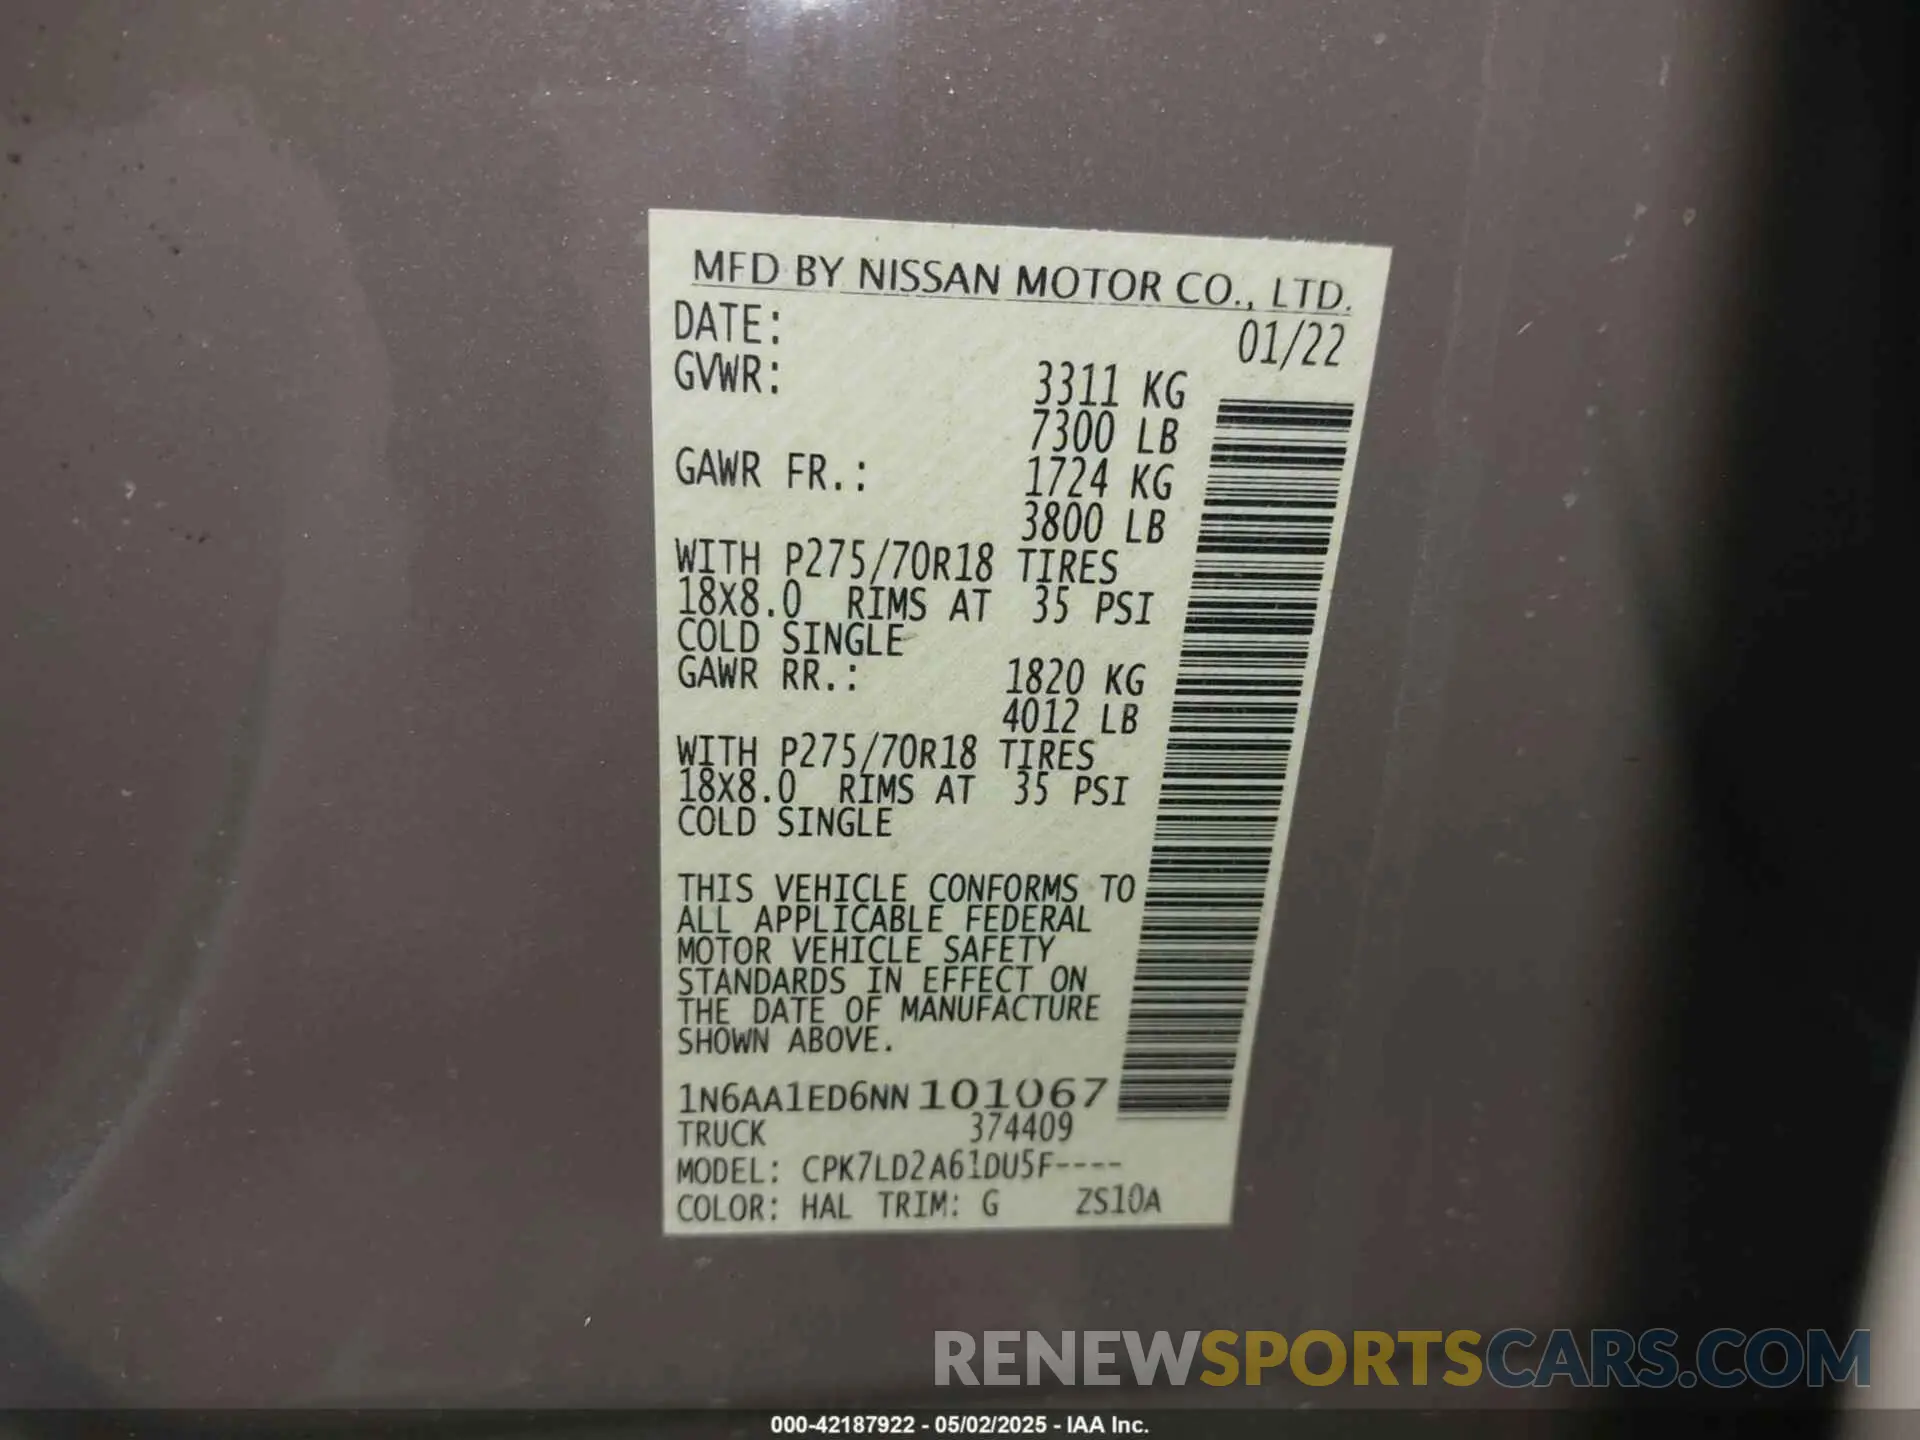 MFD BY NISSAN MOTOR CO., LTD.
DATE: 01/22
GVWR: 3311 KG
7300 LB
GAWR FR.: 1724 KG
3800 LB
WITH P275/70R18 TIRES
18X8.0 RIMS AT 35 PSI
COLD SINGLE
GAWR RR.: 1820 KG
4012 LB
WITH P275/70R18 TIRES
18X8.0 RIMS AT 35 PSI
COLD SINGLE
THIS VEHICLE CONFORMS TO
ALL APPLICABLE FEDERAL
MOTOR VEHICLE SAFETY
STANDARDS IN EFFECT ON
THE DATE OF MANUFACTURE
SHOWN ABOVE.
1N6AA1ED6NN101067
TRUCK 374409
MODEL: CPK7LD2A61DU5F----
COLOR: HAL TRIM: G ZS10A
RENEWSPORTSCARS.COM
000-42187922 - 05/02/2025 - IAA Inc.